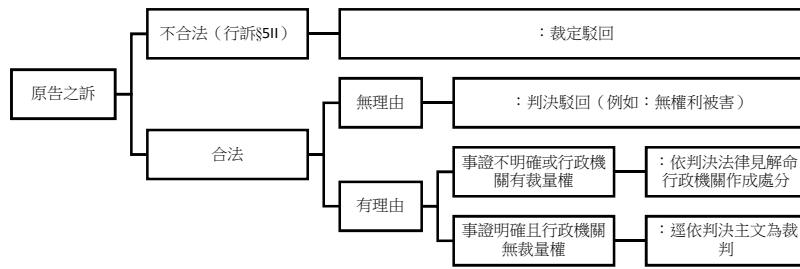 原告之訴
不合法（行訴§5II）
：裁定駁回
合法
無理由
：判決駁回（例如：無權利被害）
有理由
事證不明確或行政機
關有裁量權
：依判決法律見解命
行政機關作成處分
事證明確且行政機關
無裁量權
：逕依判決主文為裁
判